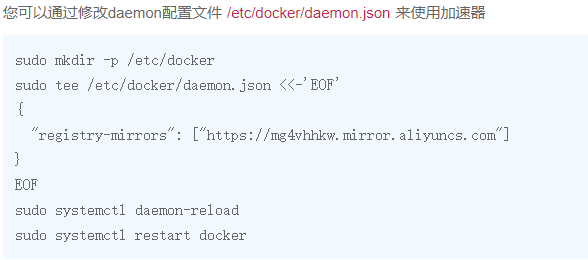 您可以通过修改daemon配置文件 /etc/docker/daemon.json 来使用加速器
sudo mkdir -p /etc/docker
sudo tee /etc/docker/daemon.json <<-'EOF'
{
  "registry-mirrors": ["https://mg4vhhkw.mirror.aliyuncs.com"]
}
EOF
sudo systemctl daemon-reload
sudo systemctl restart docker